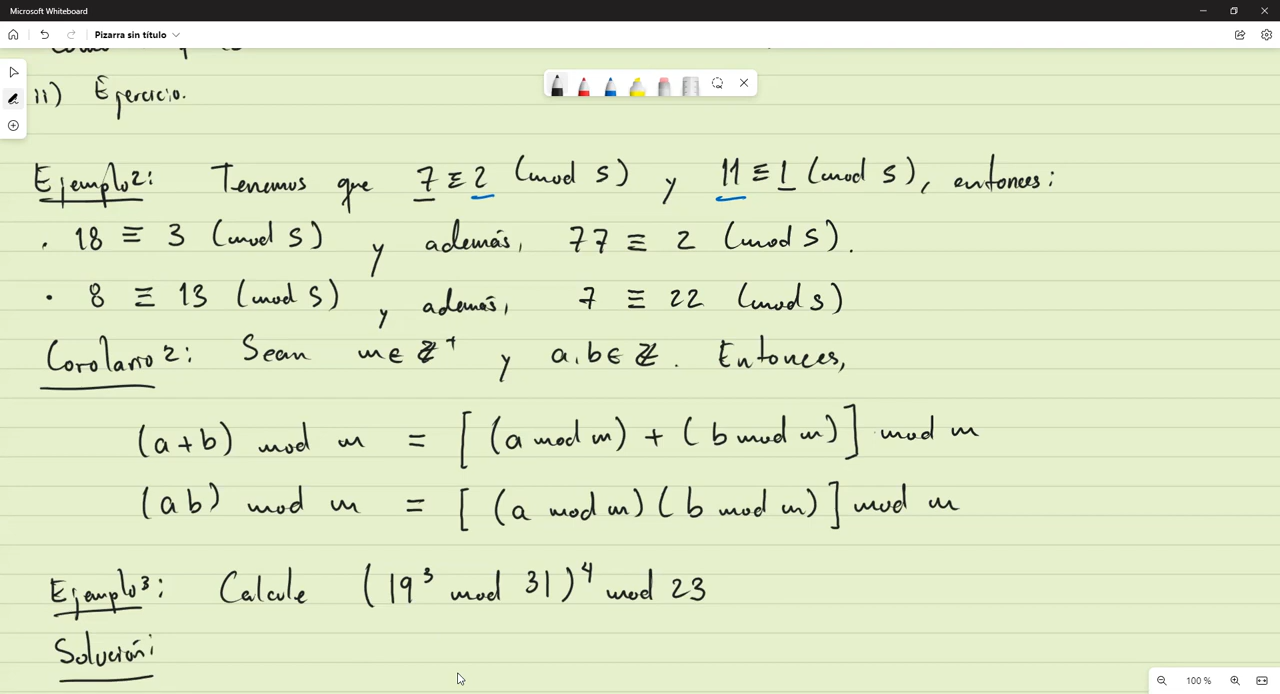 Microsoft Whiteboard
Pizarra sin título
ii) Ejercicio.
Ejemplo 2: Tenemos que 7 ≡ 2 (mod 5) y 11 ≡ 1 (mod 5), entonces:
• 18 ≡ 3 (mod 5) y además, 77 ≡ 2 (mod 5).
• 8 ≡ 13 (mod 5) y además, 7 ≡ 22 (mod 5)
Corolario 2: Sean m ∈ ℤ⁺ y a, b ∈ ℤ. Entonces,
(a + b) mod m = [(a mod m) + (b mod m)] mod m
(ab) mod m = [(a mod m)(b mod m)] mod m
Ejemplo 3: Calcule (19³ mod 31)⁴ mod 23
Solución:
100 %